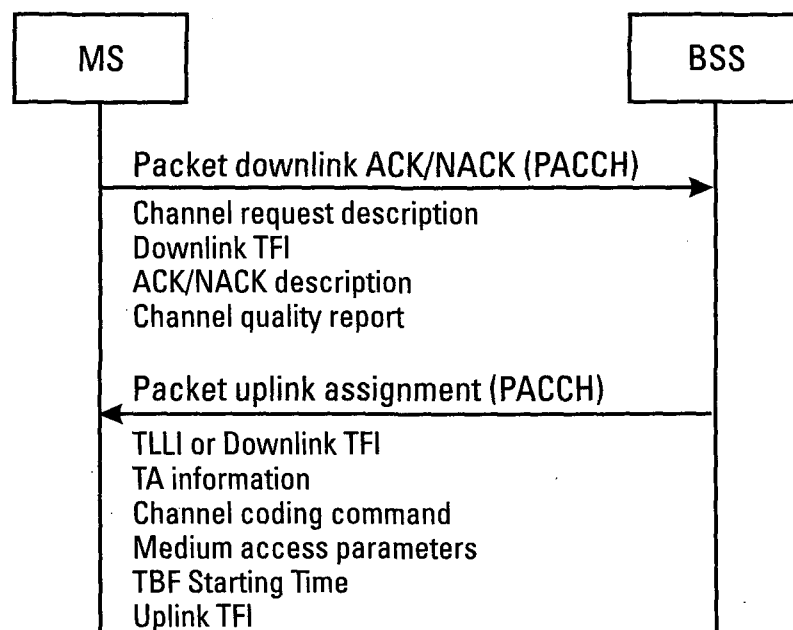 MS
BSS
Packet downlink ACK/NACK (PACCH)
Channel request description
Downlink TFI
ACK/NACK description
Channel quality report
Packet uplink assignment (PACCH)
TLLI or Downlink TFI
TA information
Channel coding command
Medium access parameters
TBF Starting Time
Uplink TFI